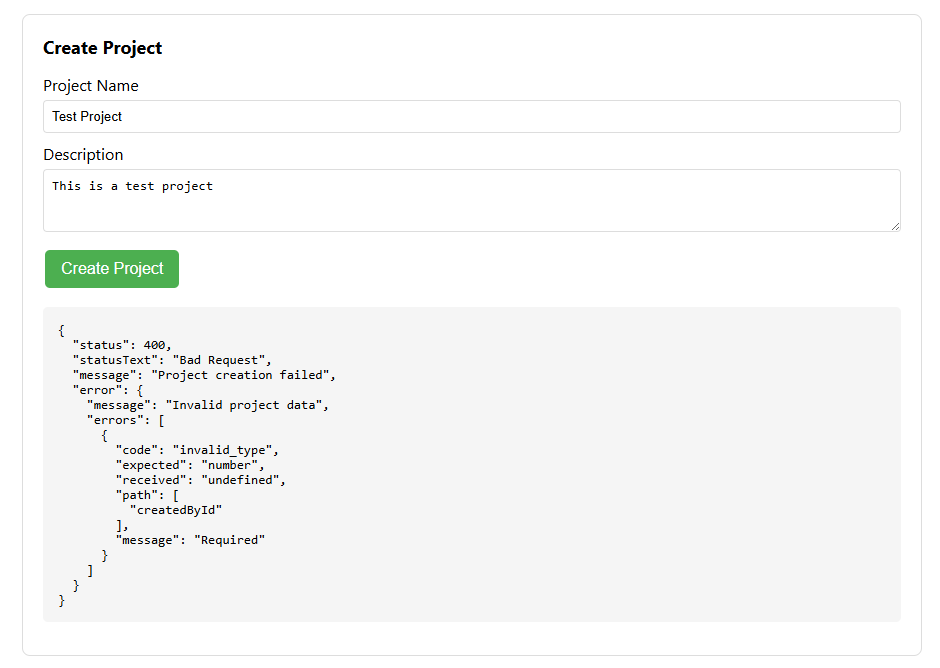 Create Project
Project Name
Test Project
Description
This is a test project
Create Project
{
  "status": 400,
  "statusText": "Bad Request",
  "message": "Project creation failed",
  "error": {
    "message": "Invalid project data",
    "errors": [
      {
        "code": "invalid_type",
        "expected": "number",
        "received": "undefined",
        "path": [
          "createdById"
        ],
        "message": "Required"
      }
    ]
  }
}